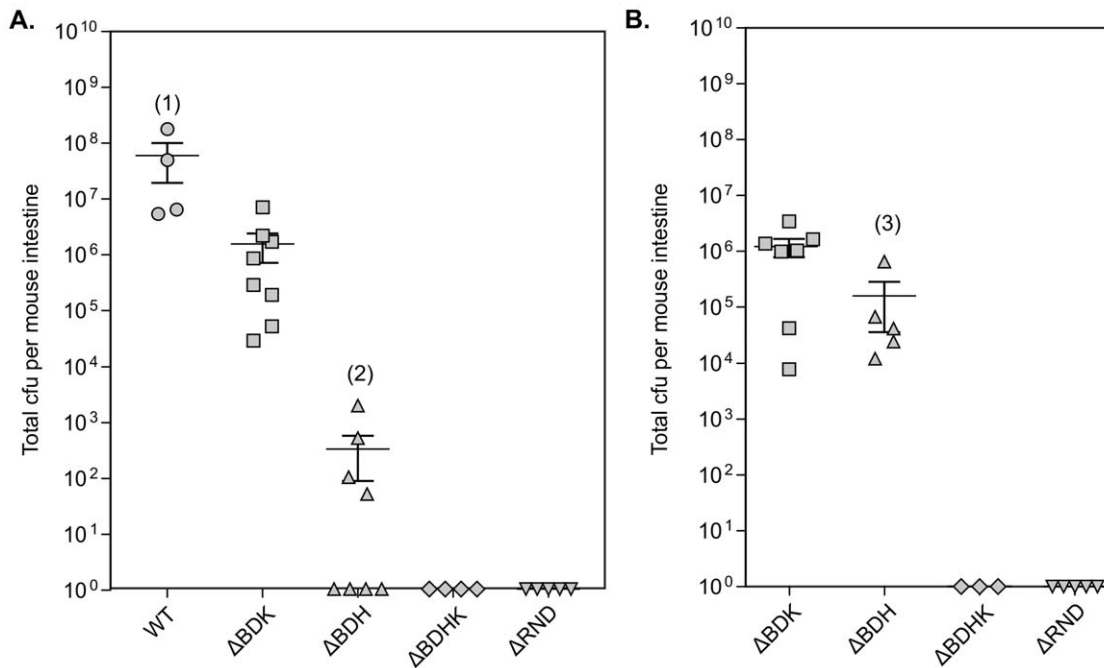 A.
Total cfu per mouse intestine
10^10
10^9
10^8
10^7
10^6
10^5
10^4
10^3
10^2
10^1
10^0
(1)
(2)
WT
ΔBDK
ΔBDH
ΔBDHK
ΔRND
B.
Total cfu per mouse intestine
10^10
10^9
10^8
10^7
10^6
10^5
10^4
10^3
10^2
10^1
10^0
(3)
ΔBDK
ΔBDH
ΔBDHK
ΔRND